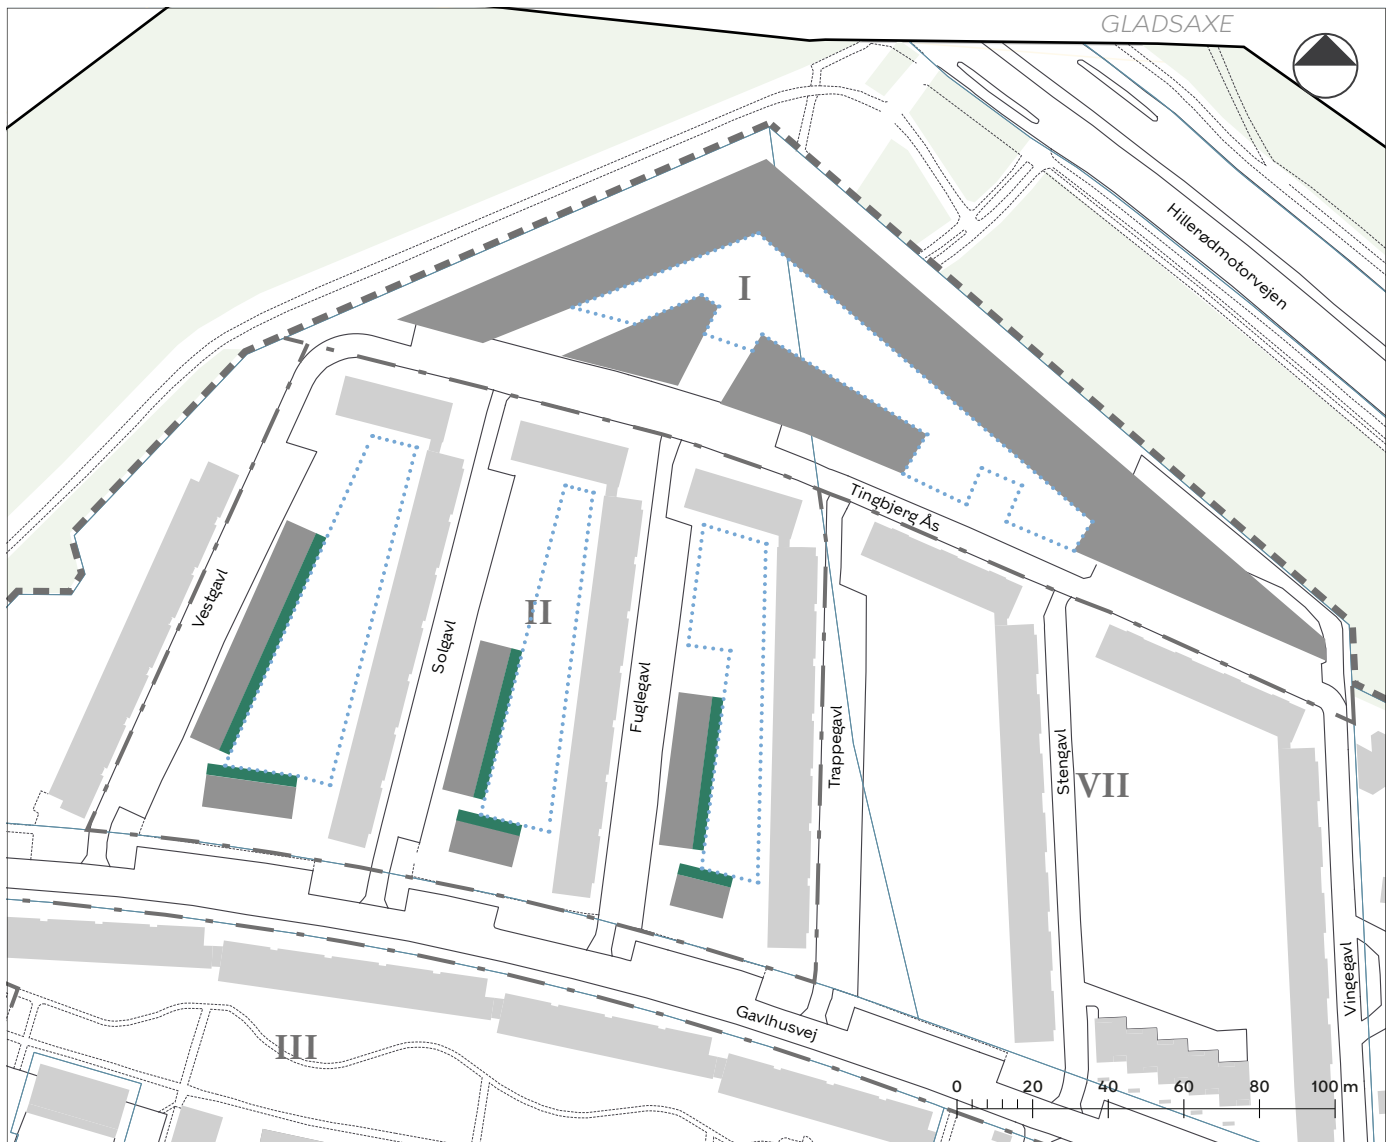 GLADSAXE
Hillerødmotorvejen
I
Tingbjerg Ås
Vestgavl
Solgavl
II
Fuglegavl
Trappegavl
Stengavl
VII
Vingegavl
Gavlhusvej
III
0 20 40 60 80 100 m